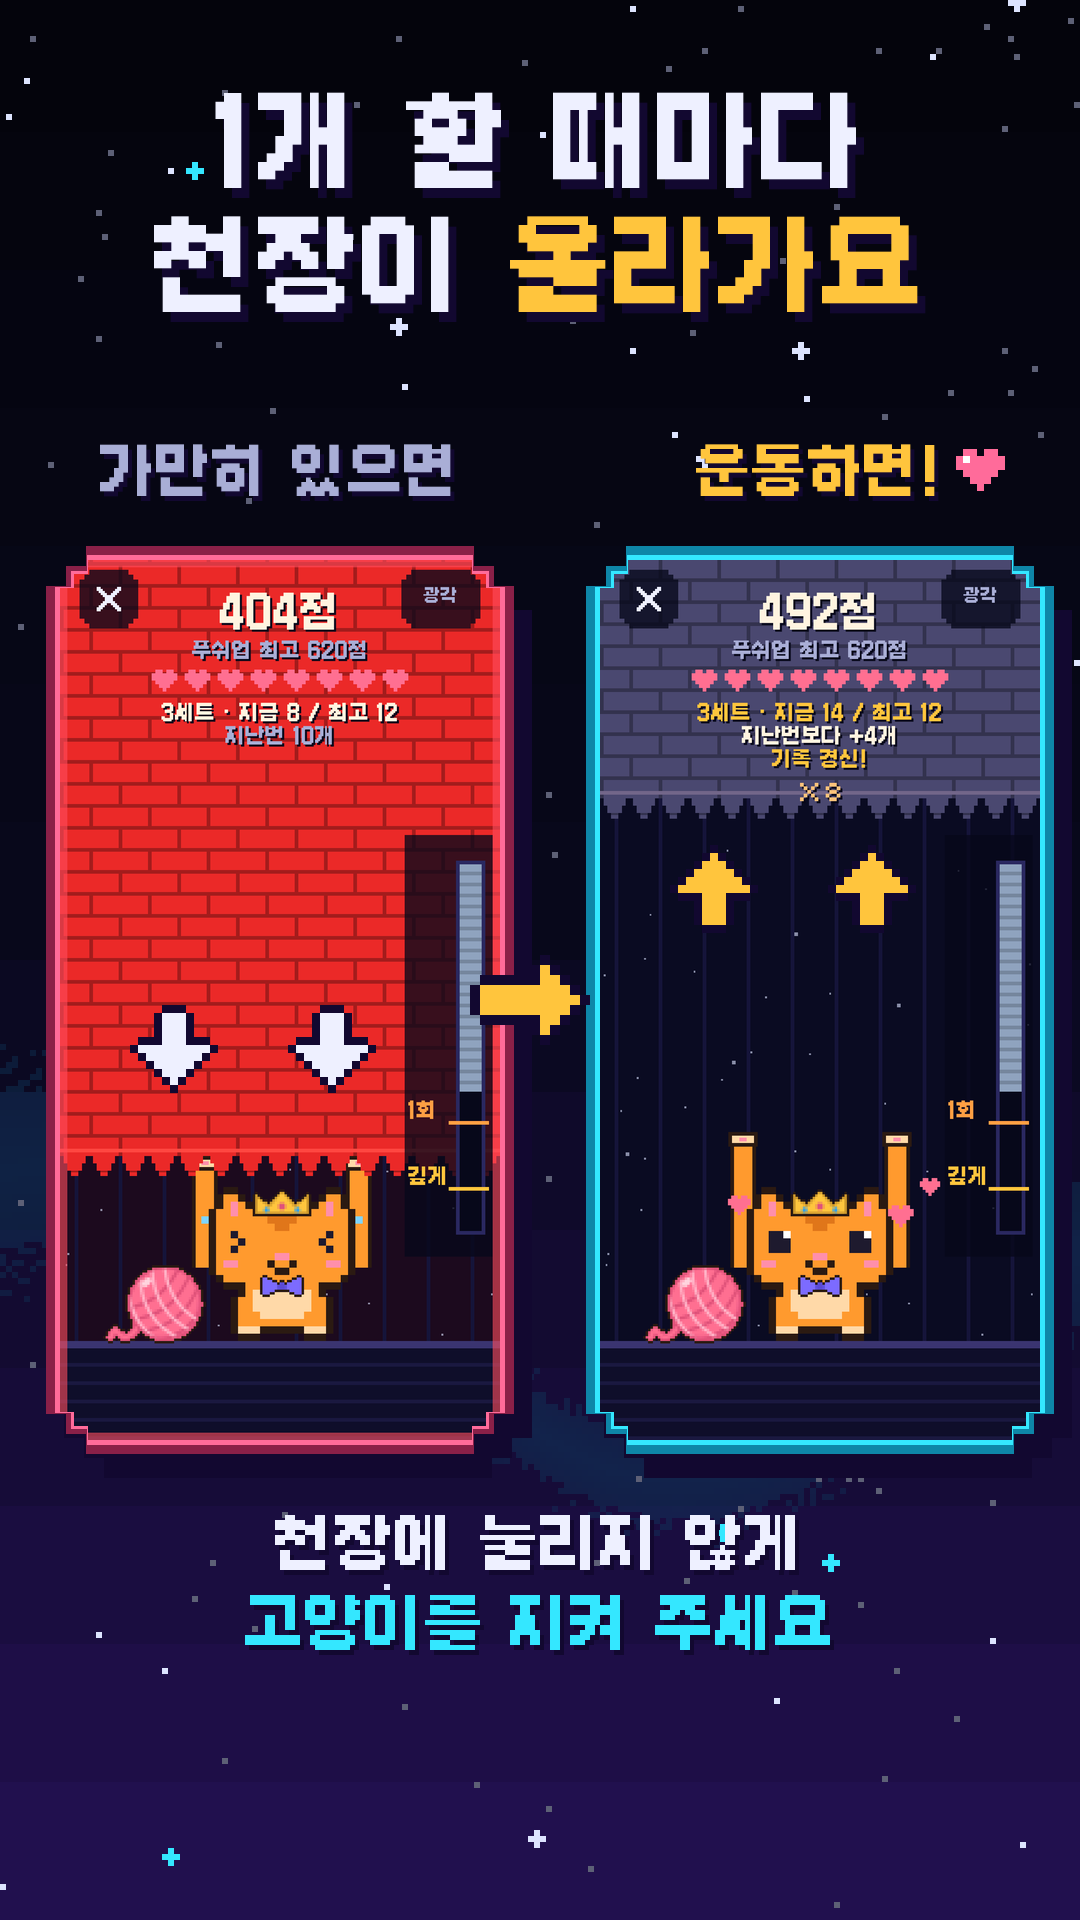 1개 할 때마다
천장이 올라가요
가만히 있으면
운동하면!
404점
광각
푸쉬업 최고 620점
3세트 · 지금 8 / 최고 12
지난번 10개
1회
깊게
492점
광각
푸쉬업 최고 620점
3세트 · 지금 14 / 최고 12
지난번보다 +4개
기록 경신!
×8
1회
깊게
천장에 눌리지 않게
고양이를 지켜 주세요